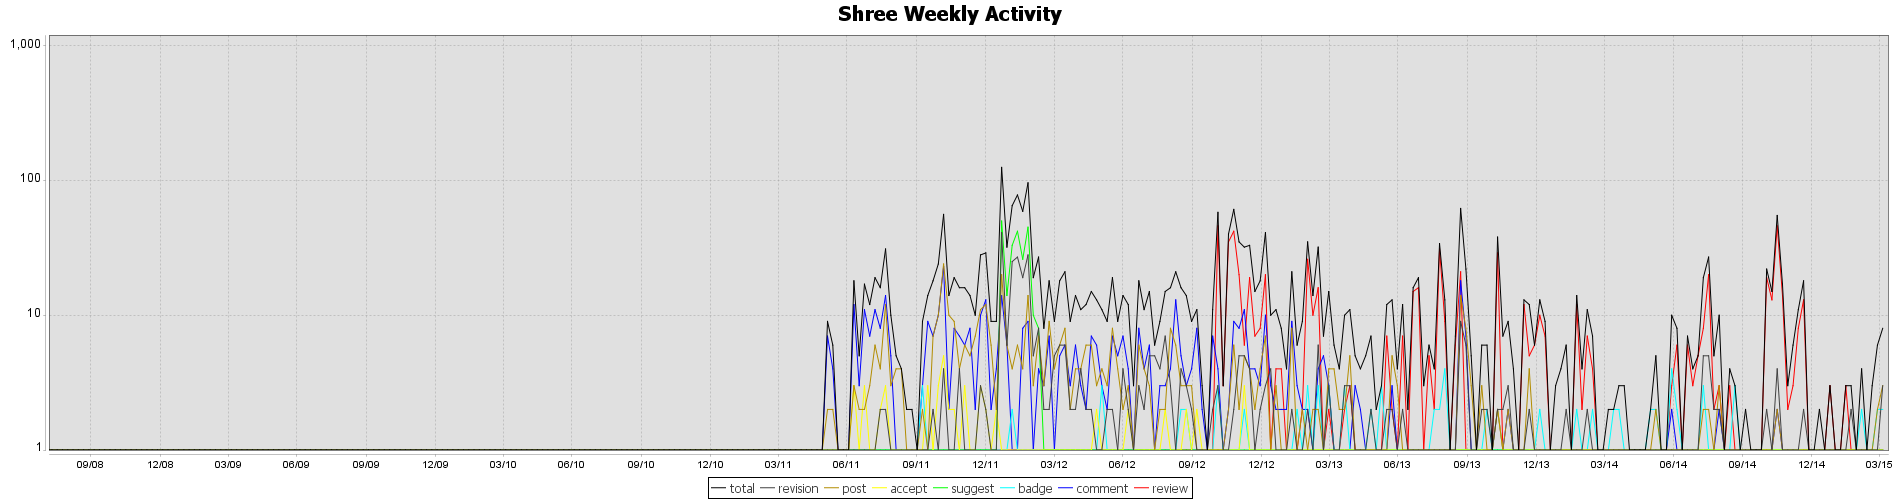 Shree Weekly Activity
1,000
100
10
1
09/08 12/08 03/09 06/09 09/09 12/09 03/10 06/10 09/10 12/10 03/11 06/11 09/11 12/11 03/12 06/12 09/12 12/12 03/13 06/13 09/13 12/13 03/14 06/14 09/14 12/14 03/15
total revision post accept suggest badge comment review